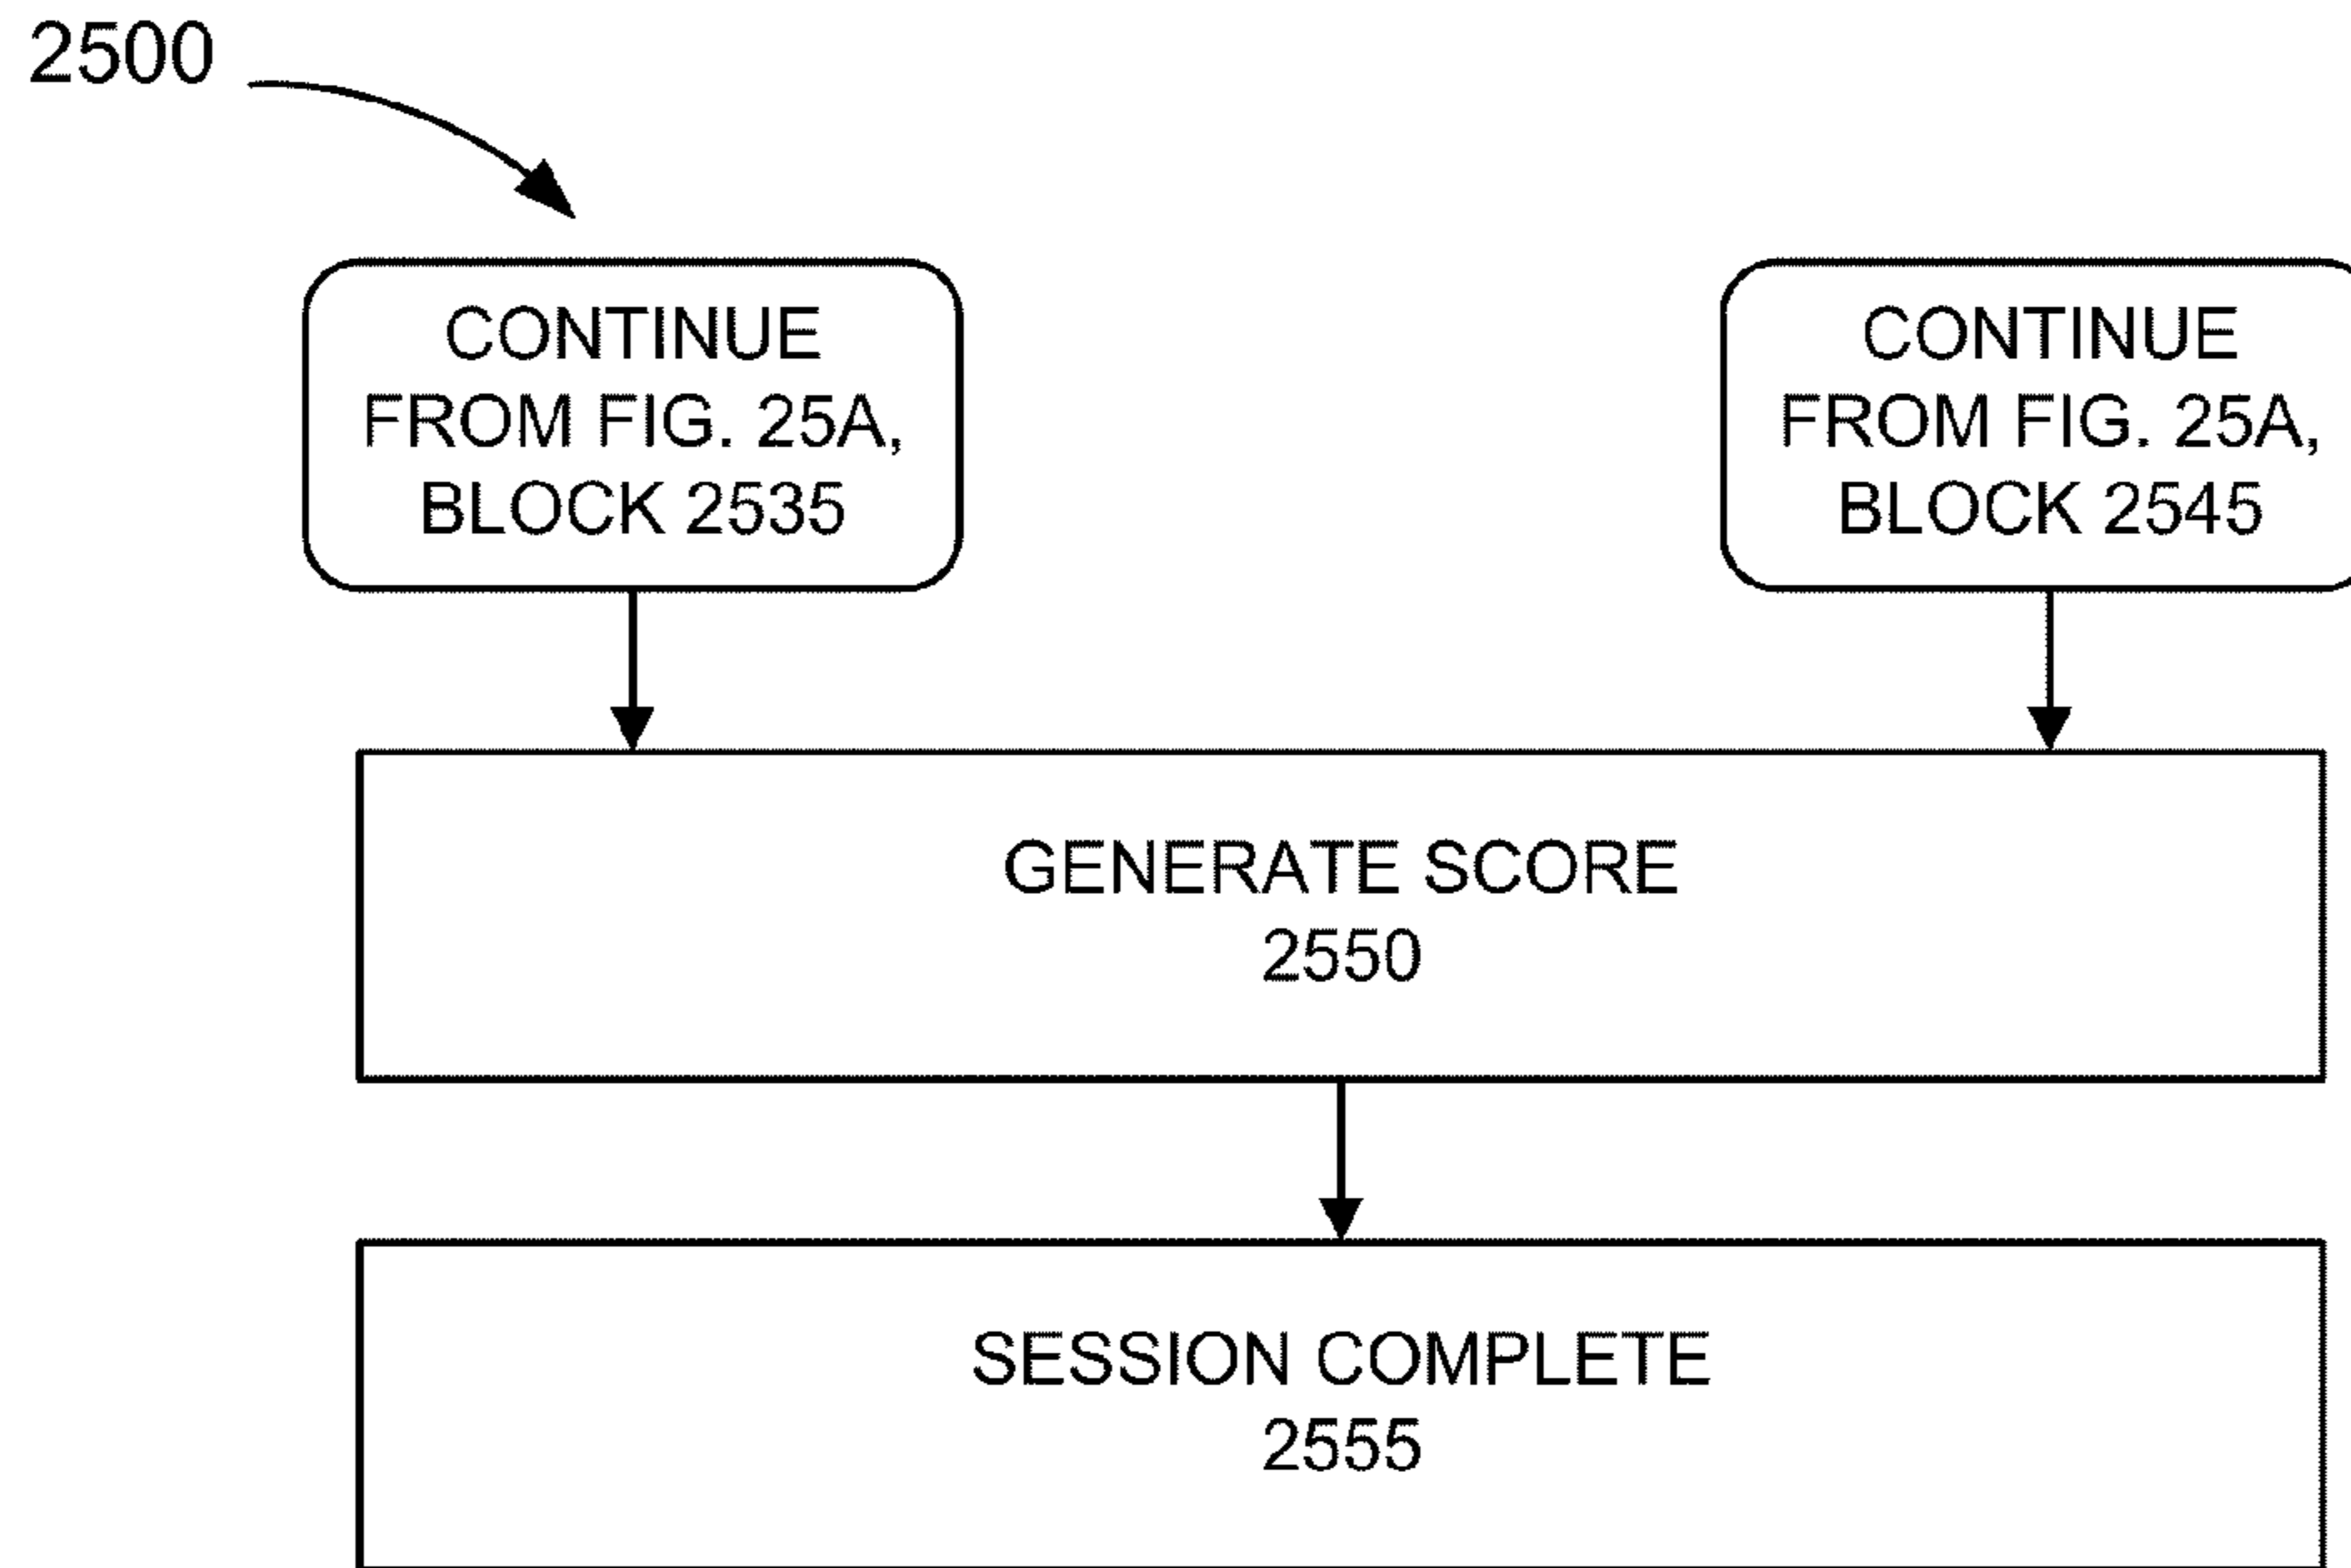 2500
CONTINUE
FROM FIG. 25A,
BLOCK 2535
CONTINUE
FROM FIG. 25A,
BLOCK 2545
GENERATE SCORE
2550
SESSION COMPLETE
2555